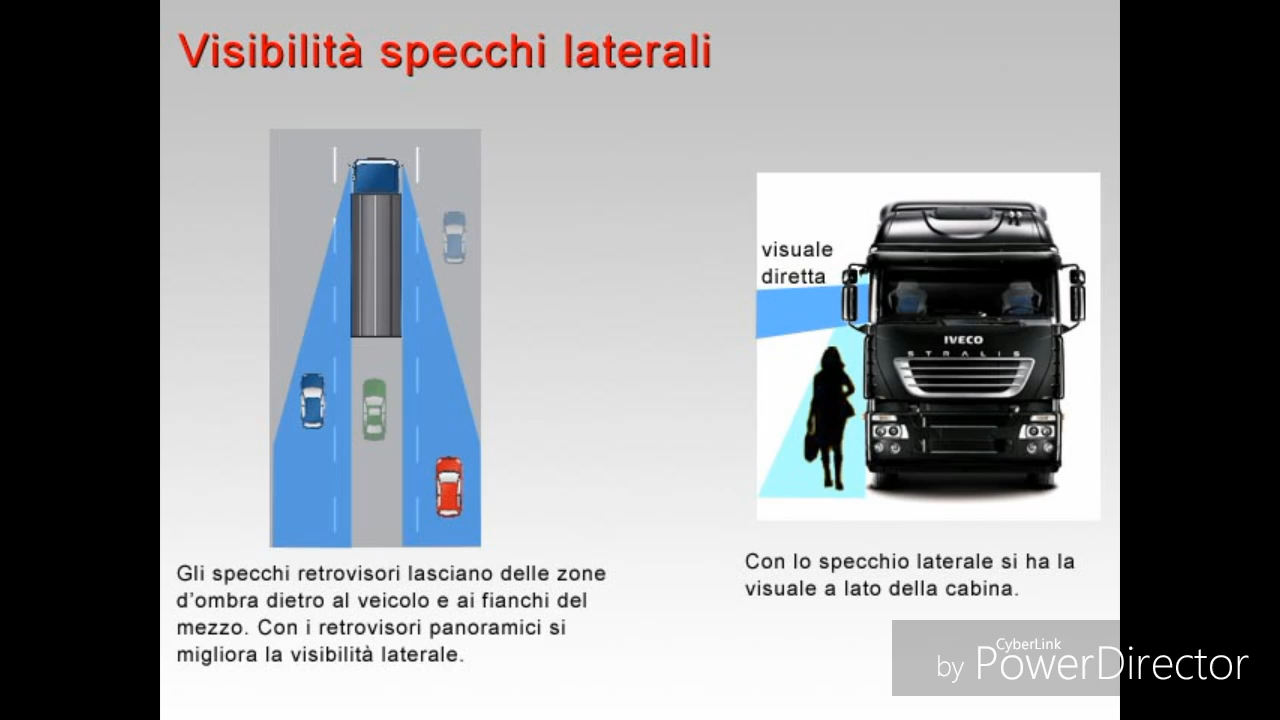 Visibilità specchi laterali
visuale
diretta
IVECO
STRALIS
Gli specchi retrovisori lasciano delle zone
d'ombra dietro al veicolo e ai fianchi del
mezzo. Con i retrovisori panoramici si
migliora la visibilità laterale.
Con lo specchio laterale si ha la
visuale a lato della cabina.
CyberLink
by PowerDirector